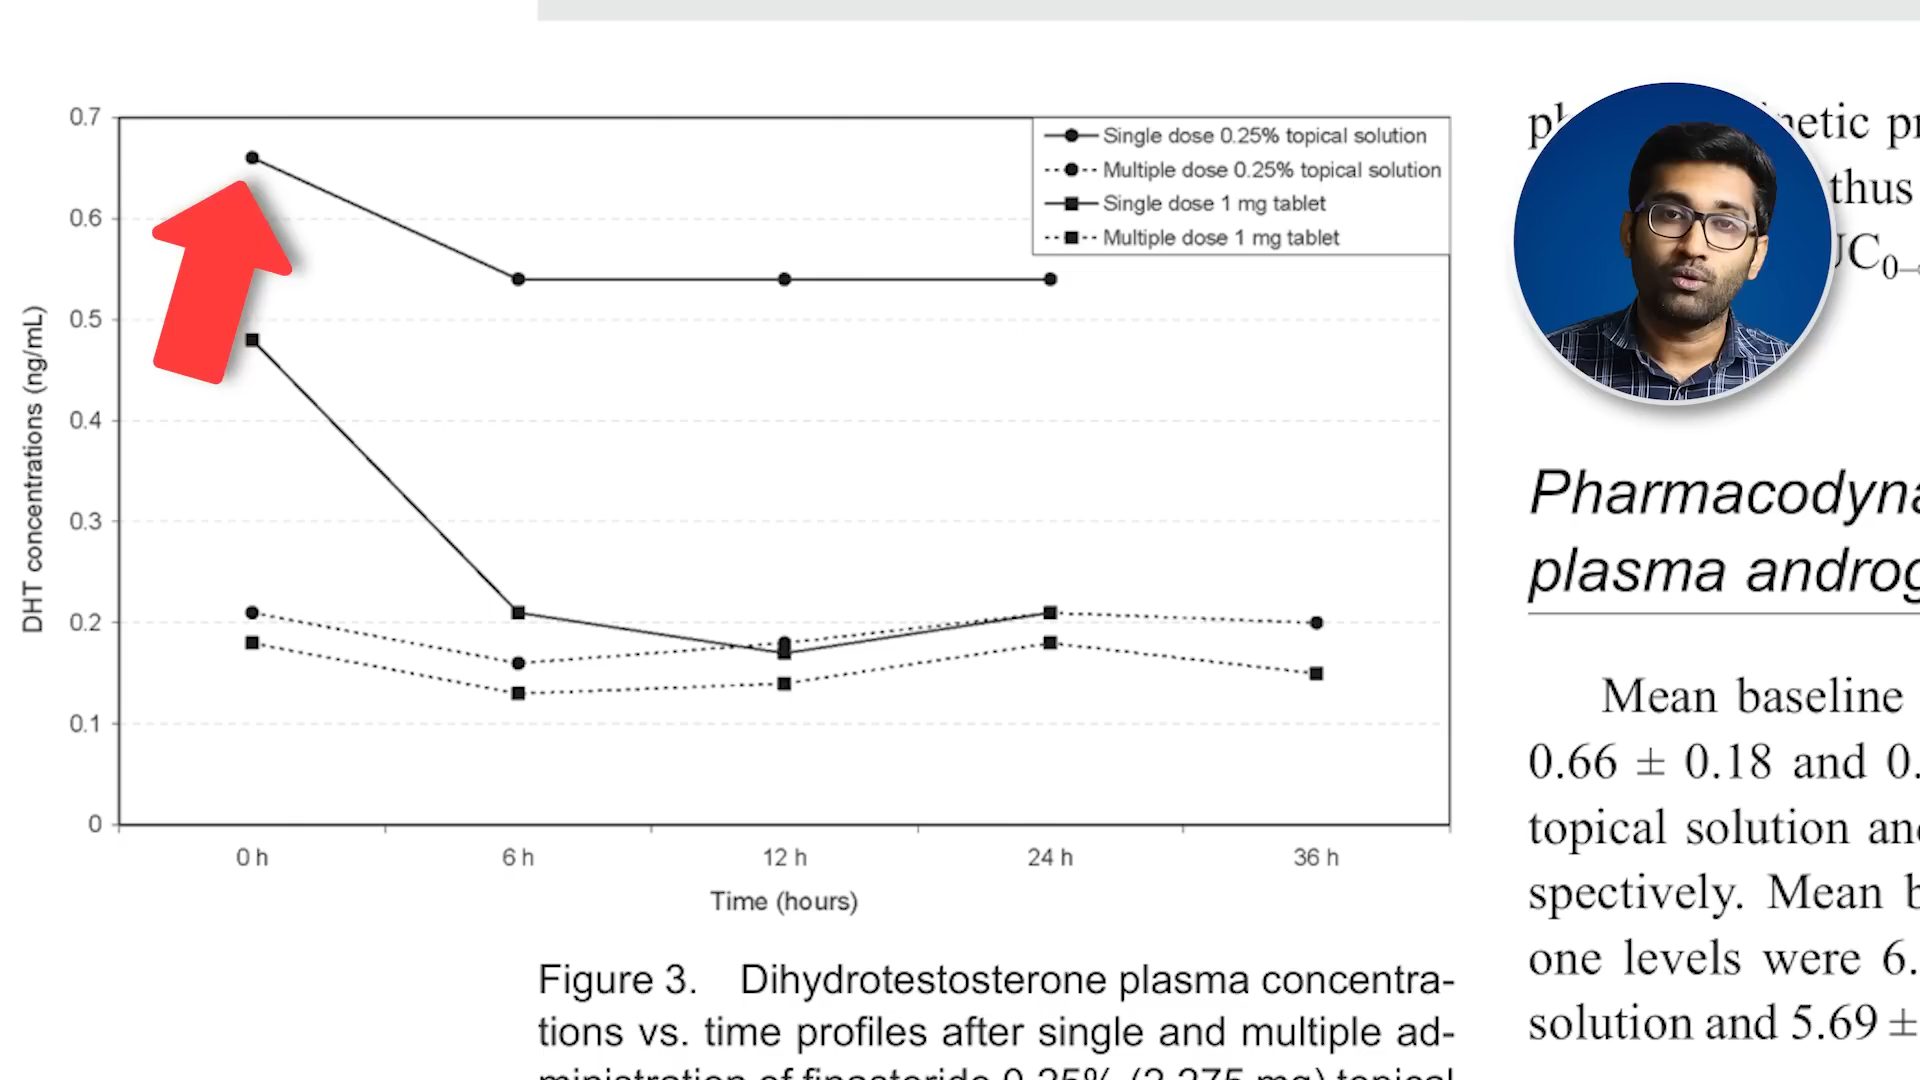 0.7
0.6
0.5
0.4
0.3
0.2
0.1
0
DHT concentrations (ng/mL)
Single dose 0.25% topical solution
Multiple dose 0.25% topical solution
Single dose 1 mg tablet
Multiple dose 1 mg tablet
0 h 6 h 12 h 24 h 36 h
Time (hours)
Figure 3. Dihydrotestosterone plasma concentra-
tions vs. time profiles after single and multiple ad-
thus
Pharmacodyna
plasma androg
Mean baseline
0.66 ± 0.18 and 0.
topical solution and
spectively. Mean b
one levels were 6.
solution and 5.69 ±